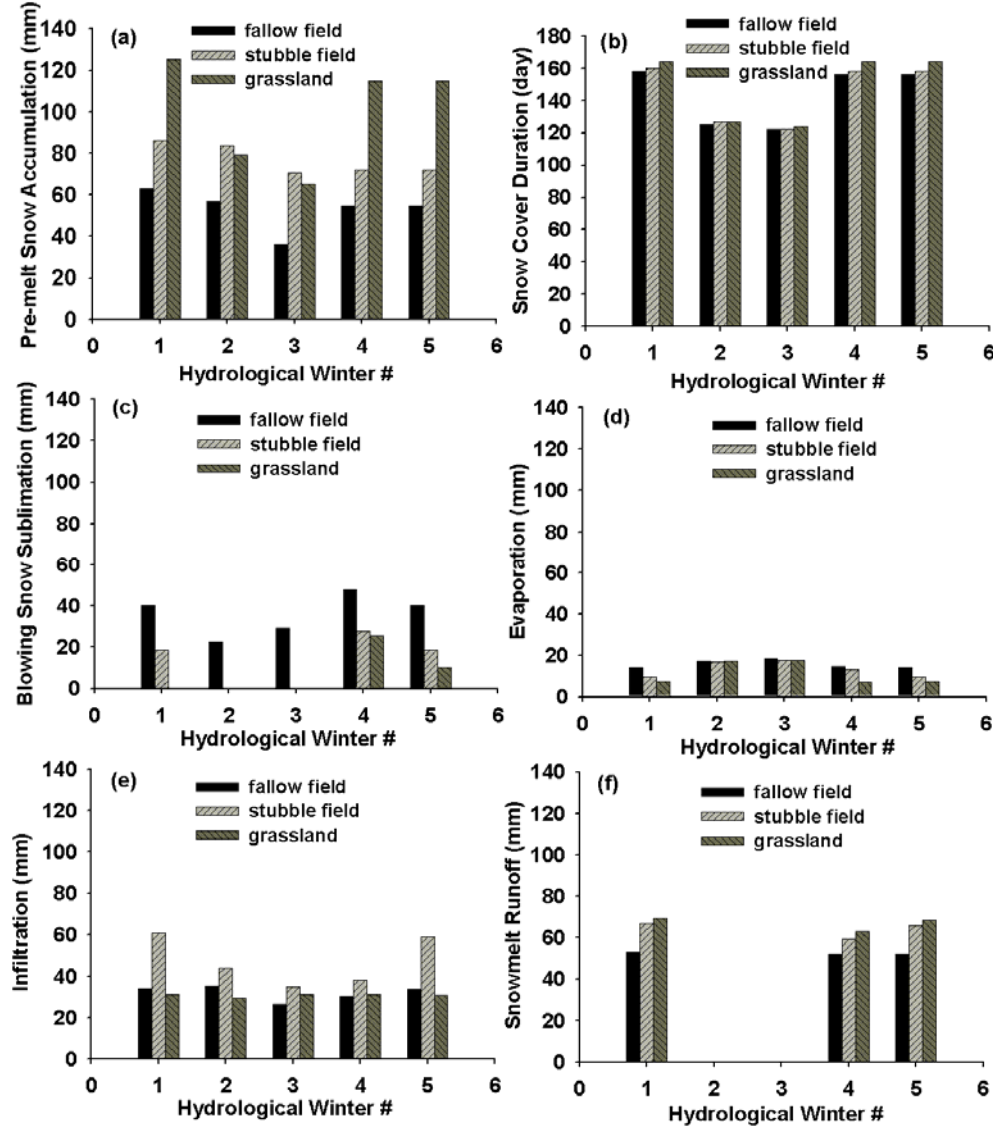 (a)
fallow field
stubble field
grassland
Pre-melt Snow Accumulation (mm)
140
120
100
80
60
40
20
0
0 1 2 3 4 5 6
Hydrological Winter #
(b)
fallow field
stubble field
grassland
Snow Cover Duration (day)
180
160
140
120
100
80
60
40
20
0
0 1 2 3 4 5 6
Hydrological Winter #
(c)
fallow field
stubble field
grassland
Blowing Snow Sublimation (mm)
140
120
100
80
60
40
20
0
0 1 2 3 4 5 6
Hydrological Winter #
(d)
fallow field
stubble field
grassland
Evaporation (mm)
140
120
100
80
60
40
20
0
0 1 2 3 4 5 6
Hydrological Winter #
(e)
fallow field
stubble field
grassland
Infiltration (mm)
140
120
100
80
60
40
20
0
0 1 2 3 4 5 6
Hydrological Winter #
(f)
fallow field
stubble field
grassland
Snowmelt Runoff (mm)
140
120
100
80
60
40
20
0
0 1 2 3 4 5 6
Hydrological Winter #